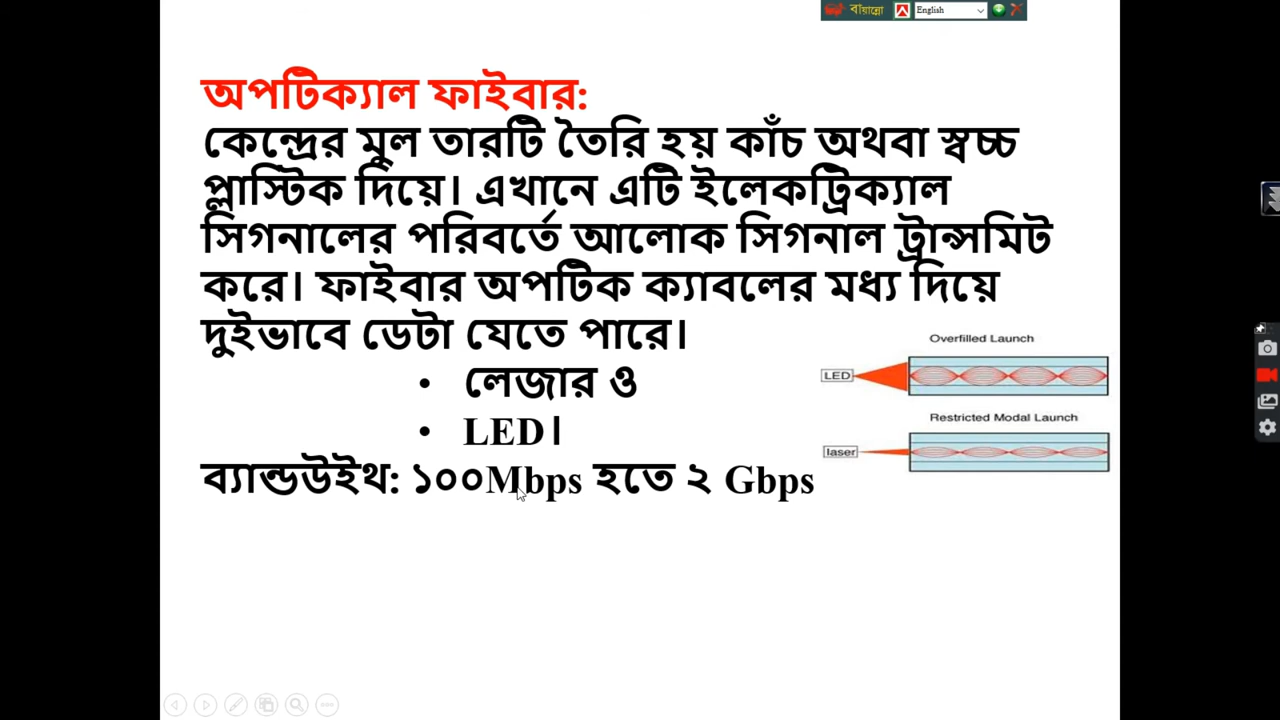 বাঁয়ান্নো
English
অপটিক্যাল ফাইবার:
কেন্দ্রের মুল তারটি তৈরি হয় কাঁচ অথবা স্বচ্চ
প্লাস্টিক দিয়ে। এখানে এটি ইলেকট্রিক্যাল
সিগনালের পরিবর্তে আলোক সিগনাল ট্রান্সমিট
করে। ফাইবার অপটিক ক্যাবলের মধ্য দিয়ে
দুইভাবে ডেটা যেতে পারে।
• লেজার ও
• LED।
ব্যান্ডউইথ: ১০০Mbps হতে ২ Gbps
Overfilled Launch
LED
Restricted Modal Launch
laser